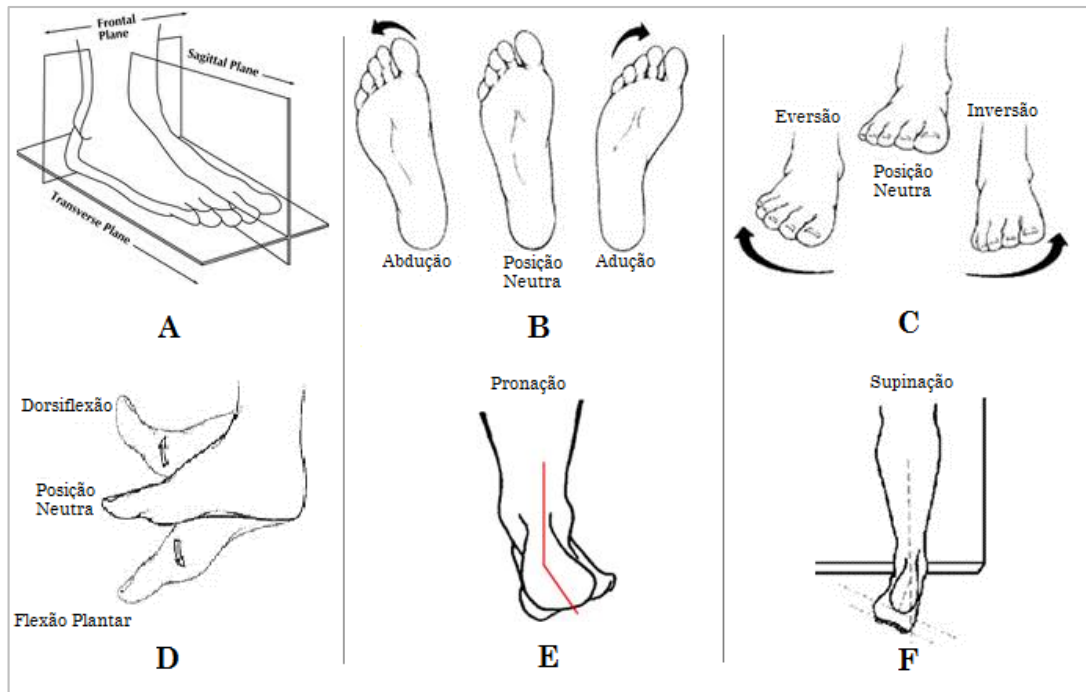 Frontal
Plane
Sagittal Plane
Transverse Plane
A
Abdução
Posição
Neutra
Adução
B
Eversão
Posição
Neutra
Inversão
C
Dorsiflexão
Posição
Neutra
Flexão Plantar
D
Pronação
E
Supinação
F